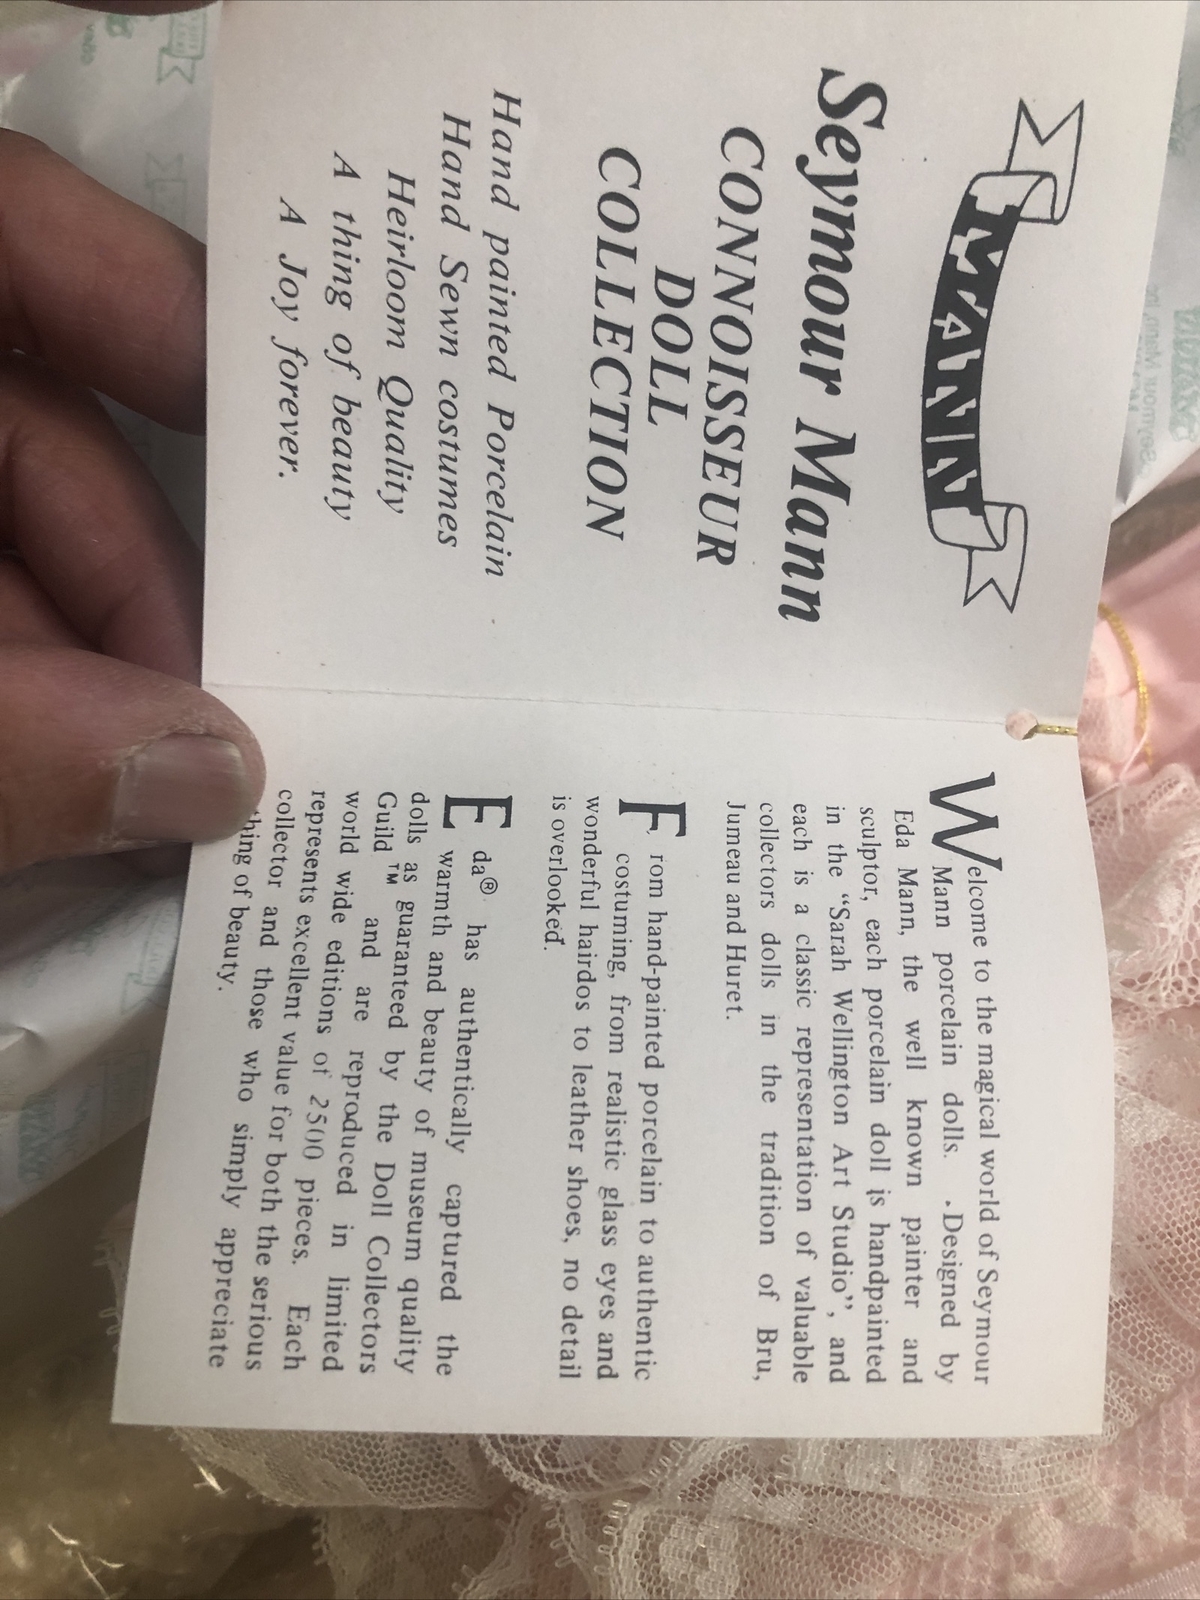 MANN
Seymour Mann
CONNOISSEUR
DOLL
COLLECTION
Hand painted Porcelain
Hand Sewn costumes
Heirloom Quality
A thing of beauty
A Joy forever.
Welcome to the magical world of Seymour
Mann porcelain dolls. Designed by
Eda Mann, the well known painter and
sculptor, each porcelain doll is handpainted
in the “Sarah Wellington Art Studio”, and
each is a classic representation of valuable
collectors dolls in the tradition of Bru,
Jumeau and Huret.
From hand-painted porcelain to authentic
costuming, from realistic glass eyes and
wonderful hairdos to leather shoes, no detail
is overlooked.
Eda® has authentically captured the
warmth and beauty of museum quality
dolls as guaranteed by the Doll Collectors
Guild™ and are reproduced in limited
world wide editions of 2500 pieces. Each
represents excellent value for both the serious
collector and those who simply appreciate
thing of beauty.